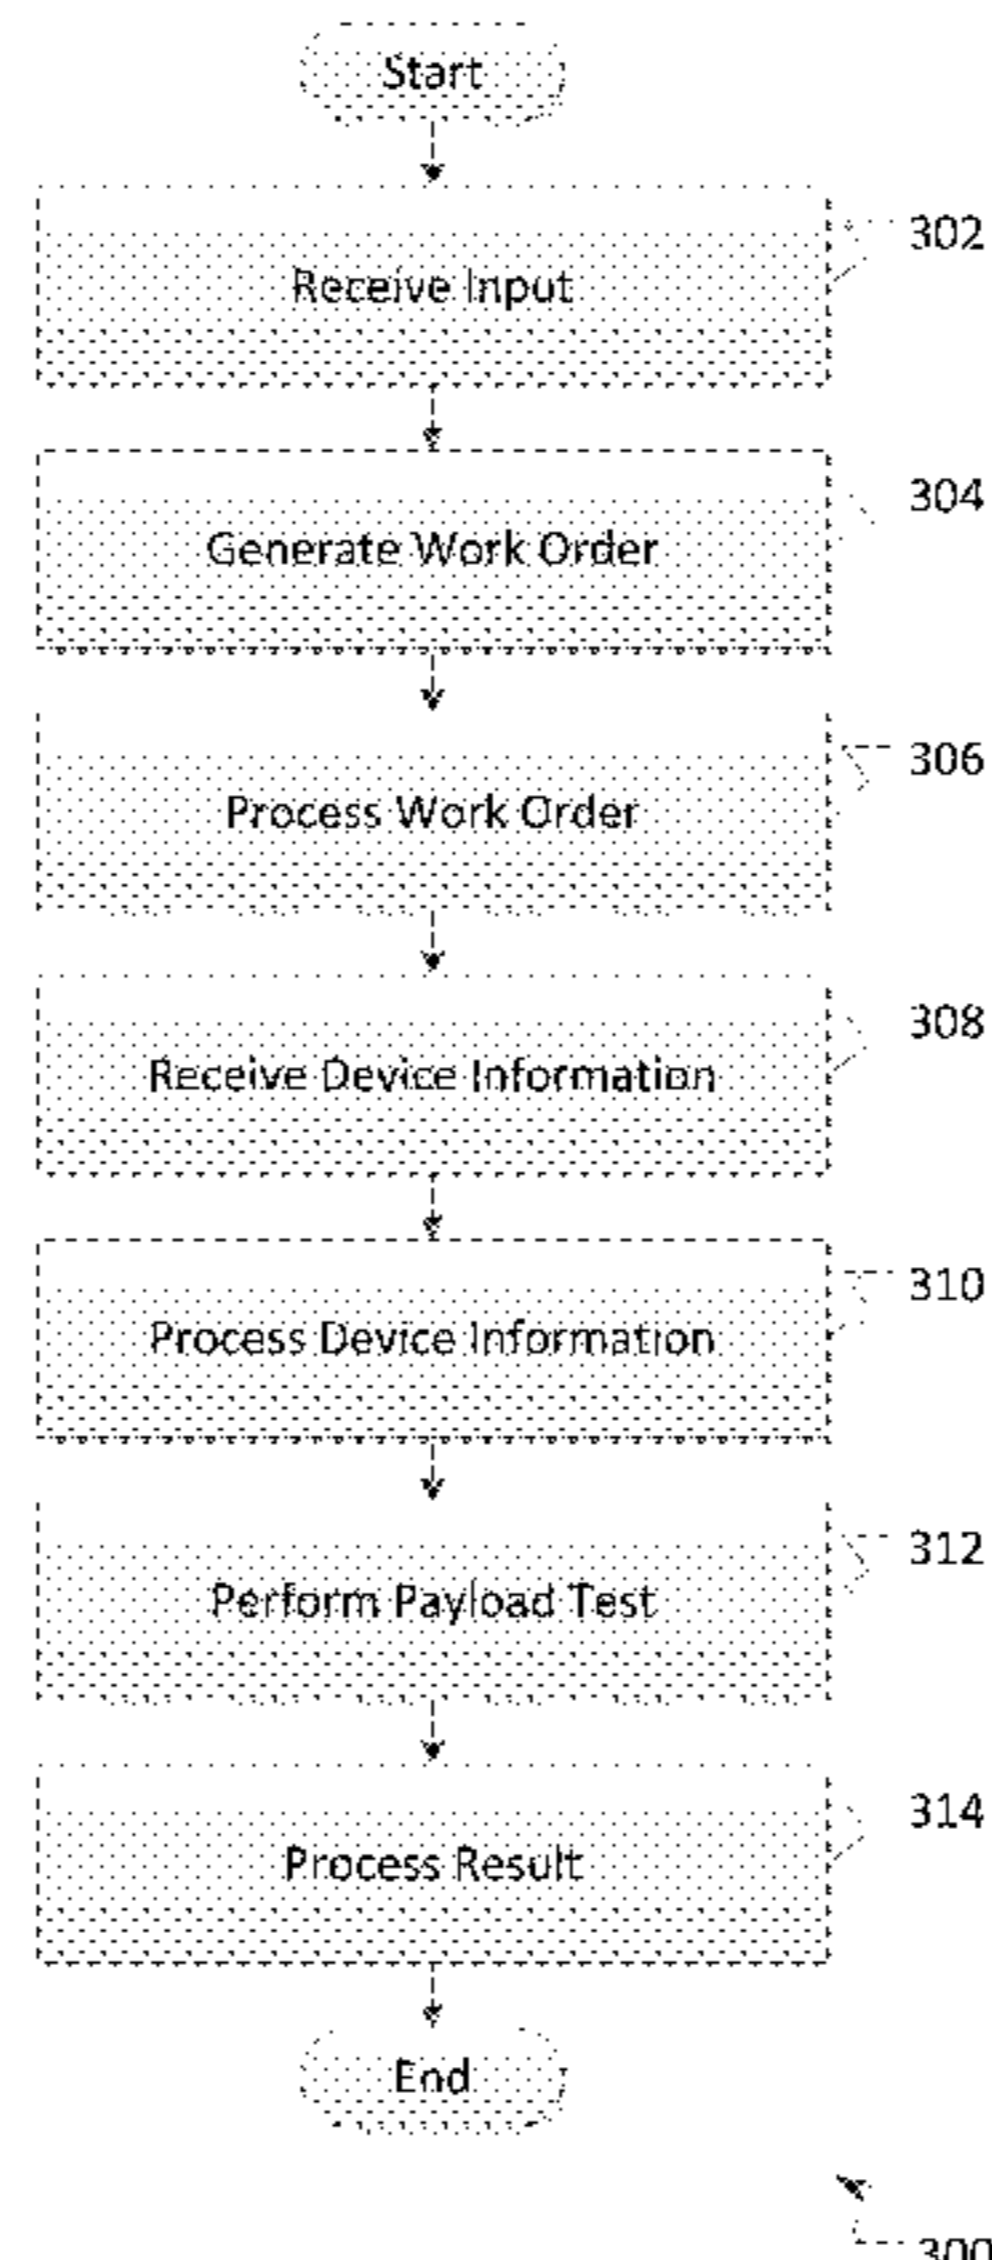 Start
Receive Input
302
Generate Work Order
304
Process Work Order
306
Receive Device Information
308
Process Device Information
310
Perform Payload Test
312
Process Result
314
End
300